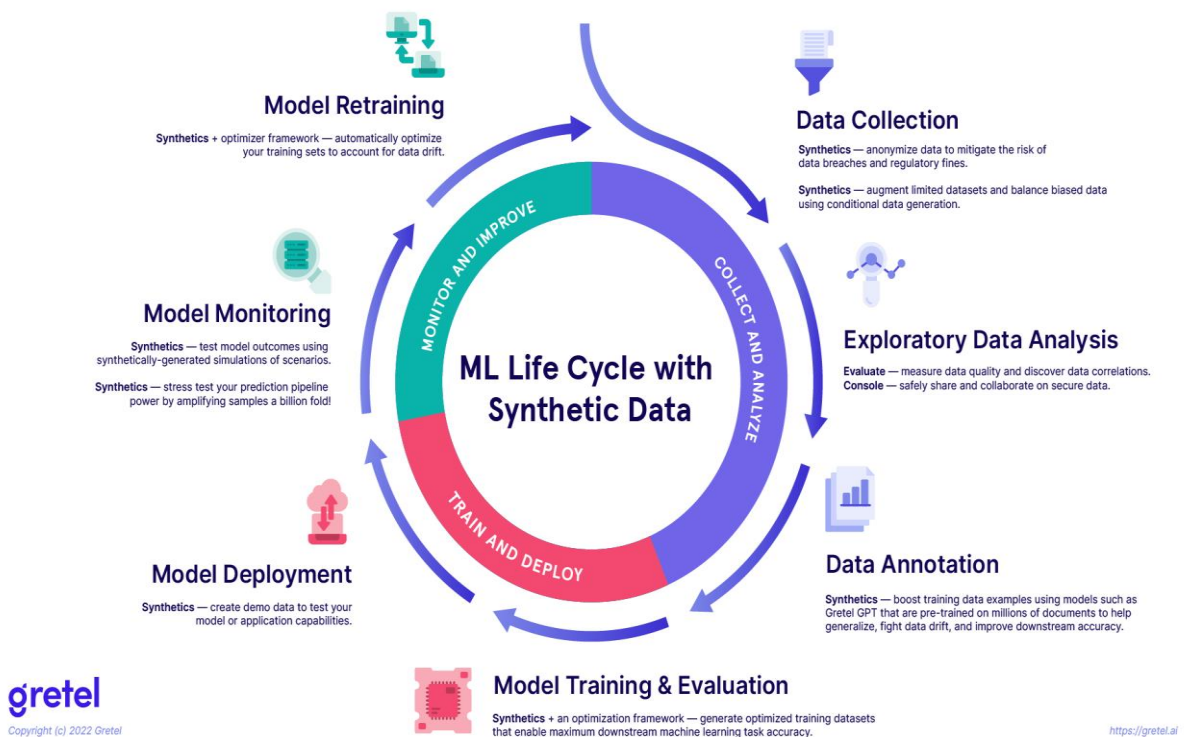 Model Retraining
Synthetics + optimizer framework — automatically optimize
your training sets to account for data drift.
Data Collection
Synthetics — anonymize data to mitigate the risk of
data breaches and regulatory fines.
Synthetics — augment limited datasets and balance biased data
using conditional data generation.
MONITOR AND IMPROVE
COLLECT AND ANALYZE
TRAIN AND DEPLOY
ML Life Cycle with
Synthetic Data
Model Monitoring
Synthetics — test model outcomes using
synthetically-generated simulations of scenarios.
Synthetics — stress test your prediction pipeline
power by amplifying samples a billion fold!
Exploratory Data Analysis
Evaluate — measure data quality and discover data correlations.
Console — safely share and collaborate on secure data.
Model Deployment
Synthetics — create demo data to test your
model or application capabilities.
Data Annotation
Synthetics — boost training data examples using models such as
Gretel GPT that are pre-trained on millions of documents to help
generalize, fight data drift, and improve downstream accuracy.
Model Training & Evaluation
Synthetics + an optimization framework — generate optimized training datasets
that enable maximum downstream machine learning task accuracy.
gretel
Copyright (c) 2022 Gretel
https://gretel.ai